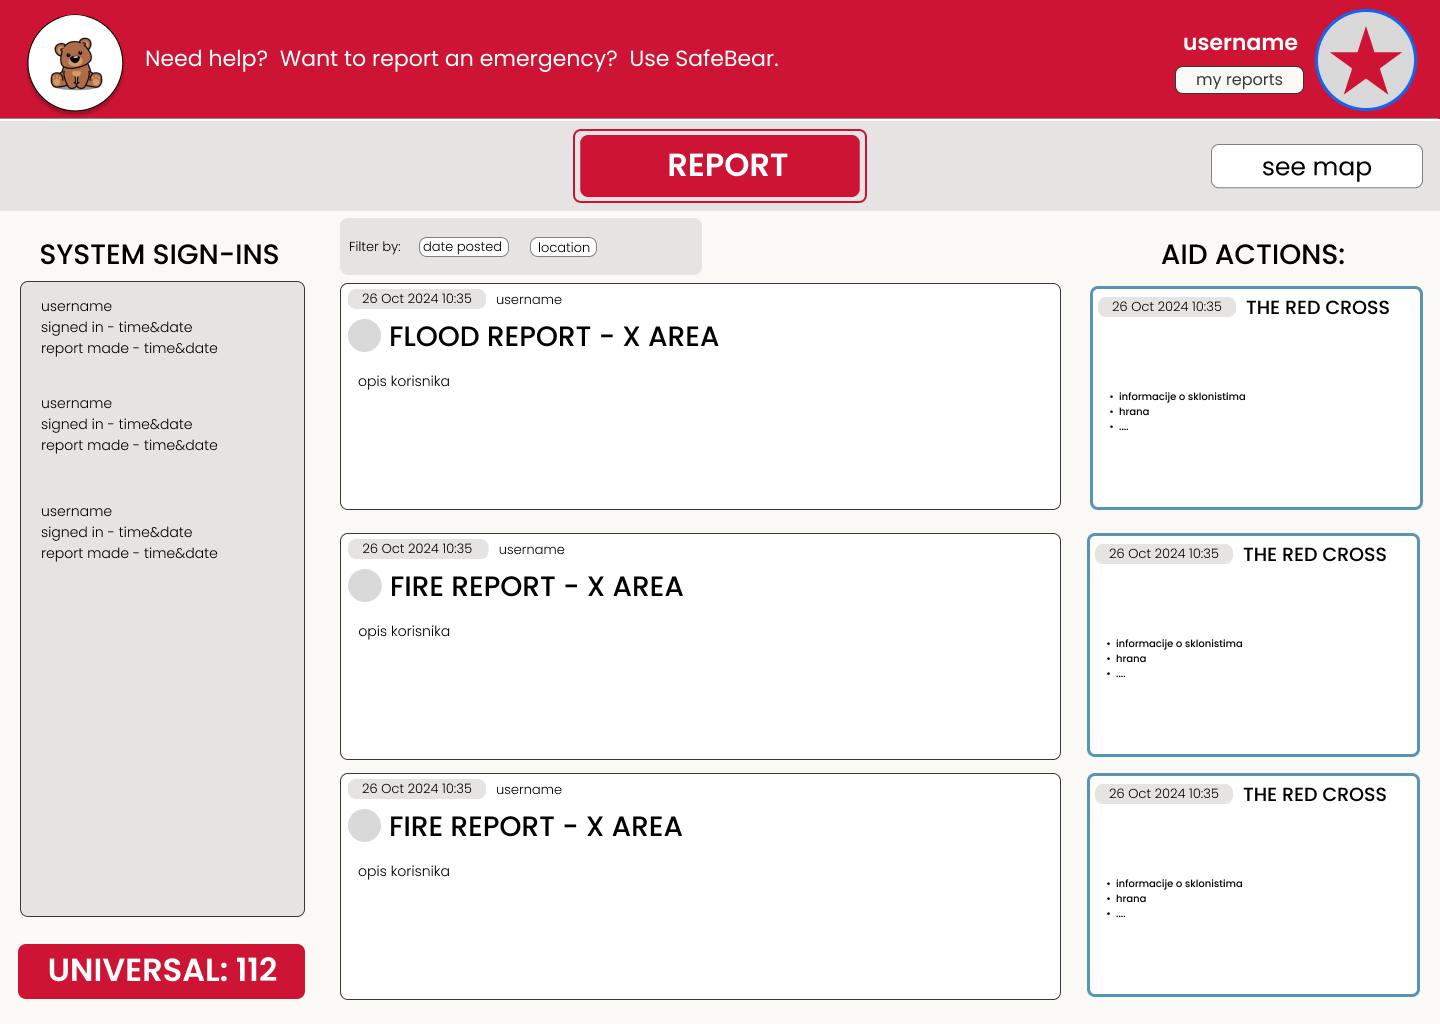 Need help?  Want to report an emergency?  Use SafeBear.
username
my reports
REPORT
see map
SYSTEM SIGN-INS
username
signed in - time&date
report made - time&date
username
signed in - time&date
report made - time&date
username
signed in - time&date
report made - time&date
UNIVERSAL: 112
Filter by: date posted location
26 Oct 2024 10:35 username
FLOOD REPORT - X AREA
opis korisnika
26 Oct 2024 10:35 username
FIRE REPORT - X AREA
opis korisnika
26 Oct 2024 10:35 username
FIRE REPORT - X AREA
opis korisnika
AID ACTIONS:
26 Oct 2024 10:35 THE RED CROSS
• informacije o sklonistima
• hrana
• ....
26 Oct 2024 10:35 THE RED CROSS
• informacije o sklonistima
• hrana
• ....
26 Oct 2024 10:35 THE RED CROSS
• informacije o sklonistima
• hrana
• ....